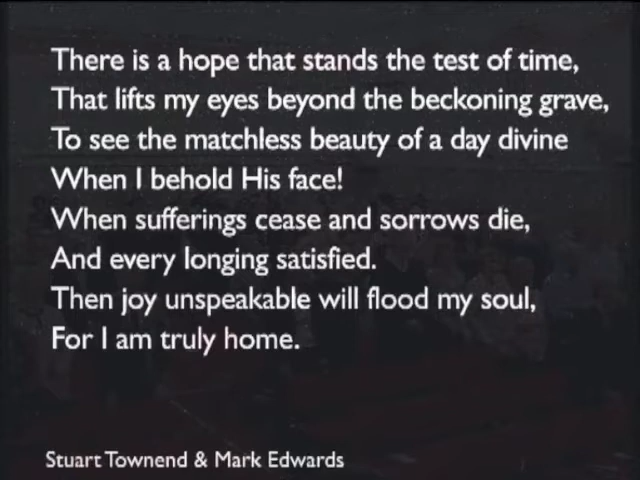 There is a hope that stands the test of time,
That lifts my eyes beyond the beckoning grave,
To see the matchless beauty of a day divine
When I behold His face!
When sufferings cease and sorrows die,
And every longing satisfied.
Then joy unspeakable will flood my soul,
For I am truly home.
Stuart Townend & Mark Edwards